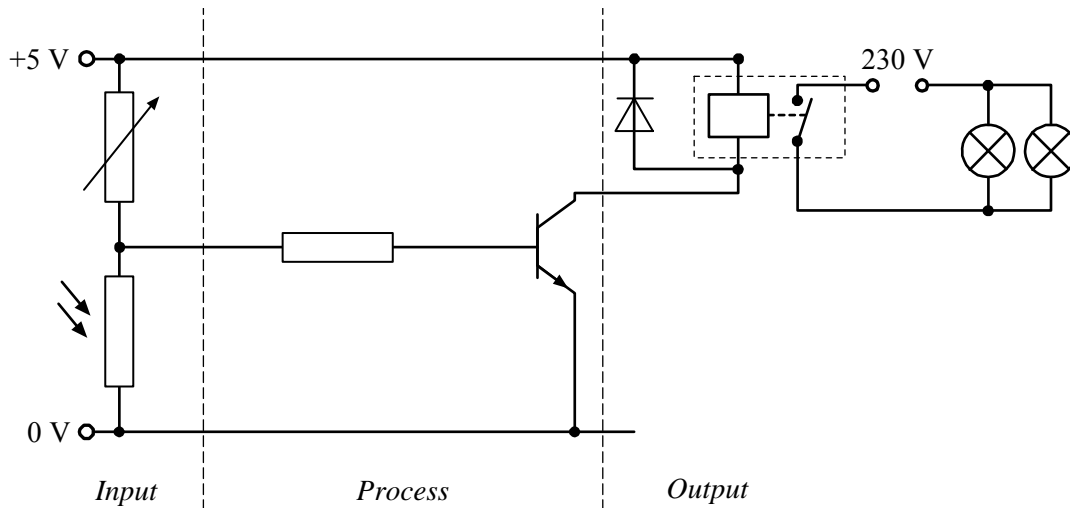 +5 V
230 V
0 V
Input
Process
Output